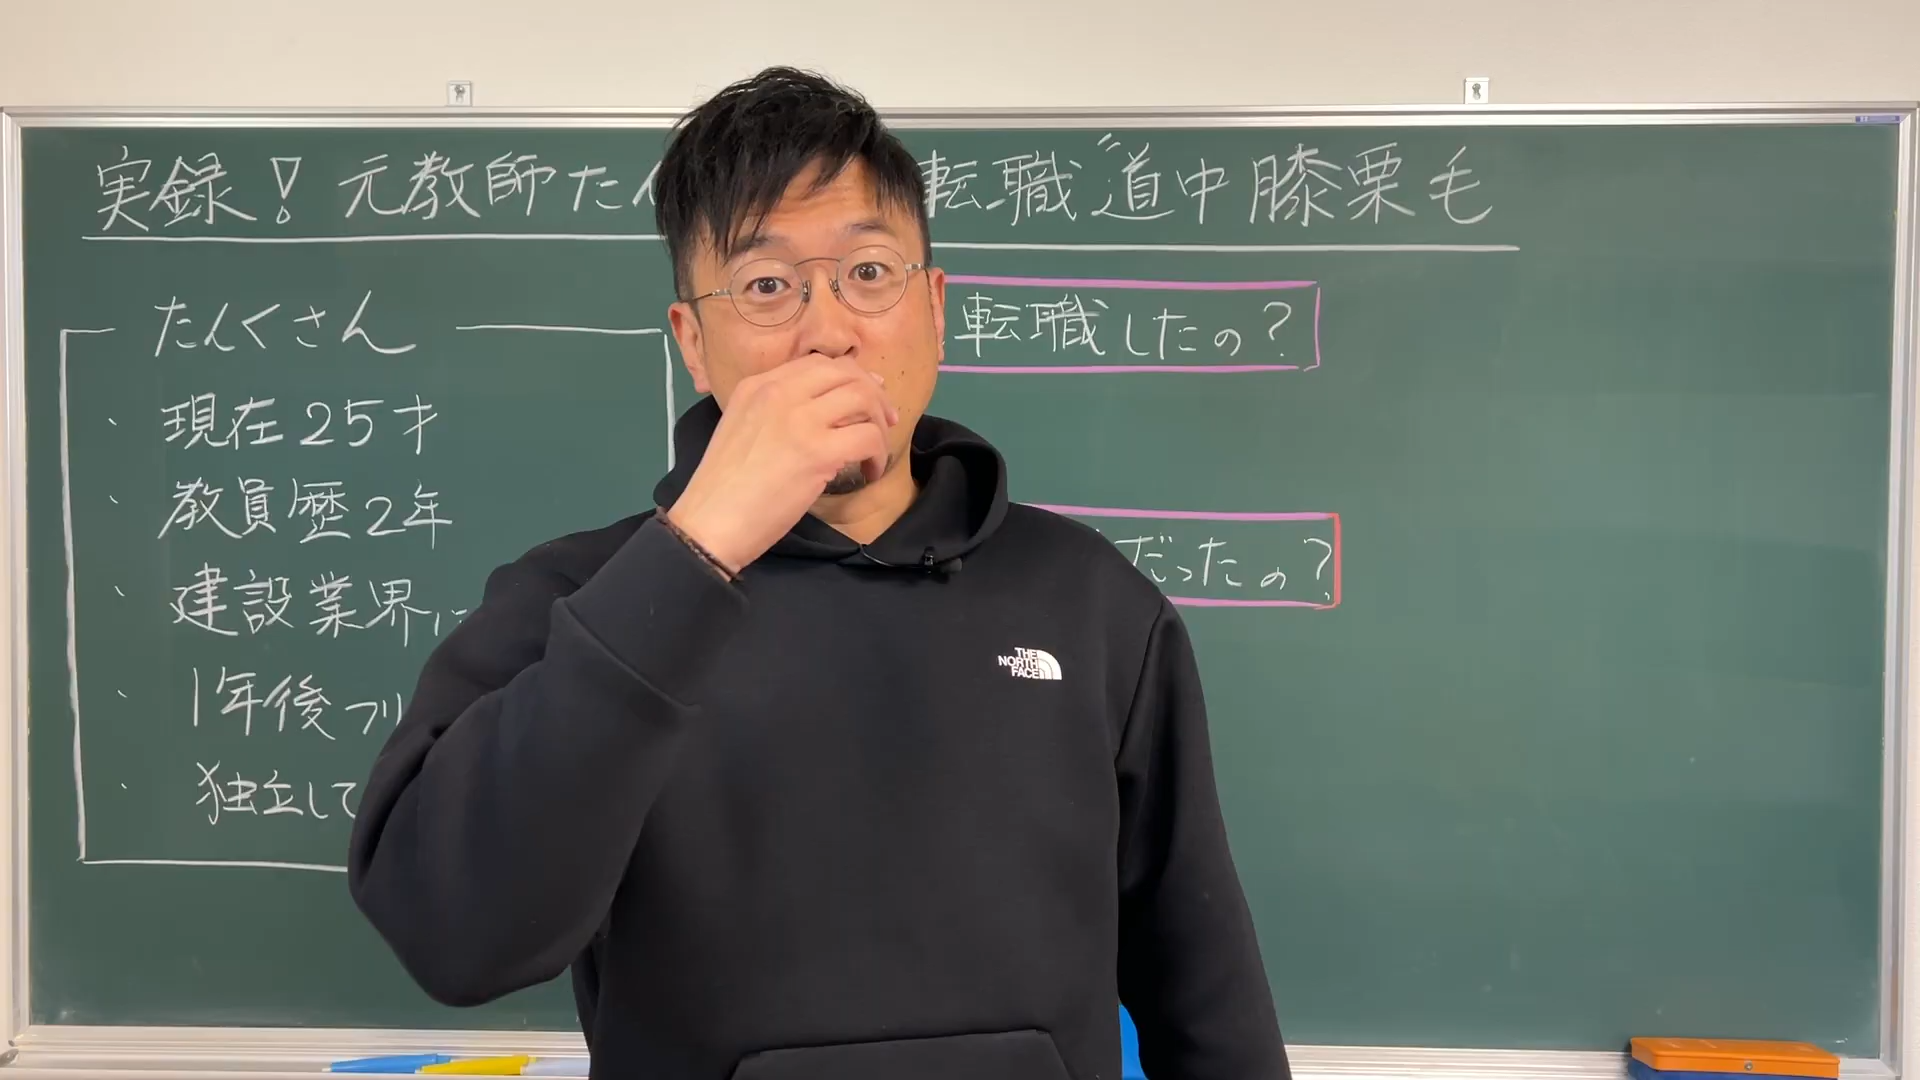 実録！元教師たん 転職”道中膝栗毛
たんくさん
・現在25才
・教員歴2年
・建設業界に
・1年後フリ
・独立して
転職したの？
だったの？
THE
NORTH
FACE